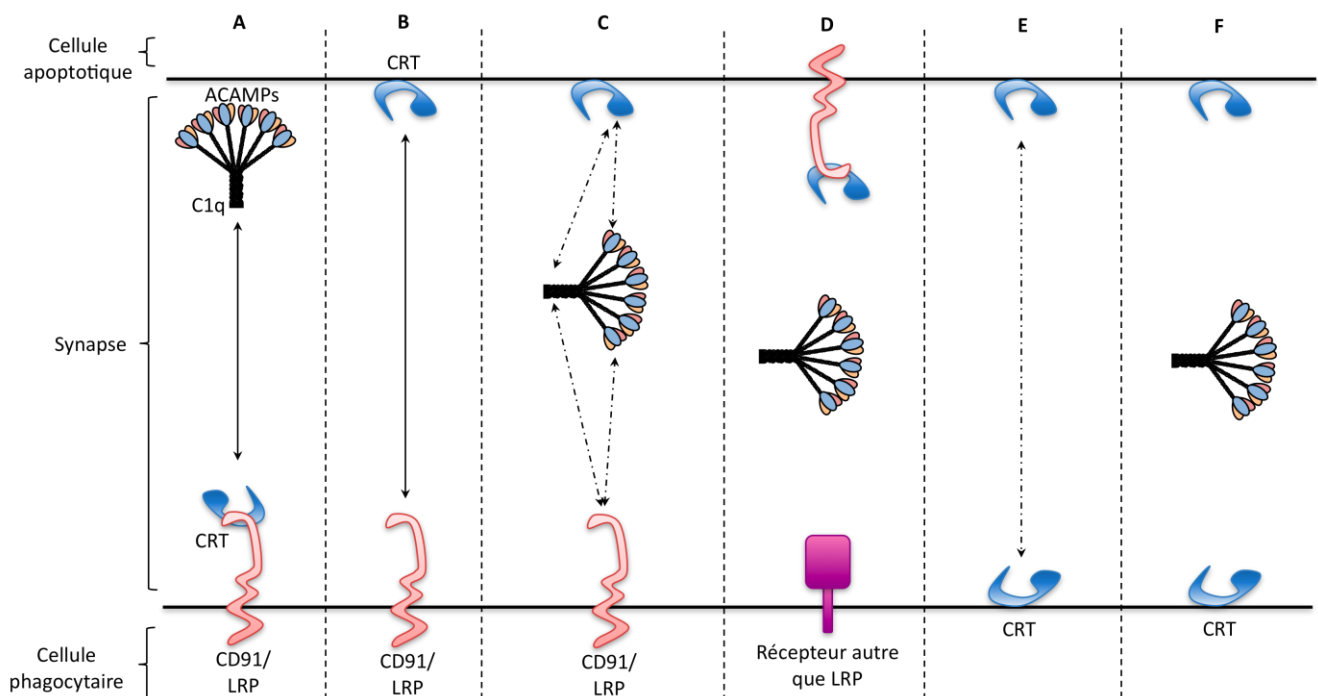 A
B
C
D
E
F
Cellule
apoptotique
CRT
ACAMPs
C1q
Synapse
CRT
Cellule
phagocytaire
CD91/
LRP
CD91/
LRP
CD91/
LRP
Récepteur autre
que LRP
CRT
CRT